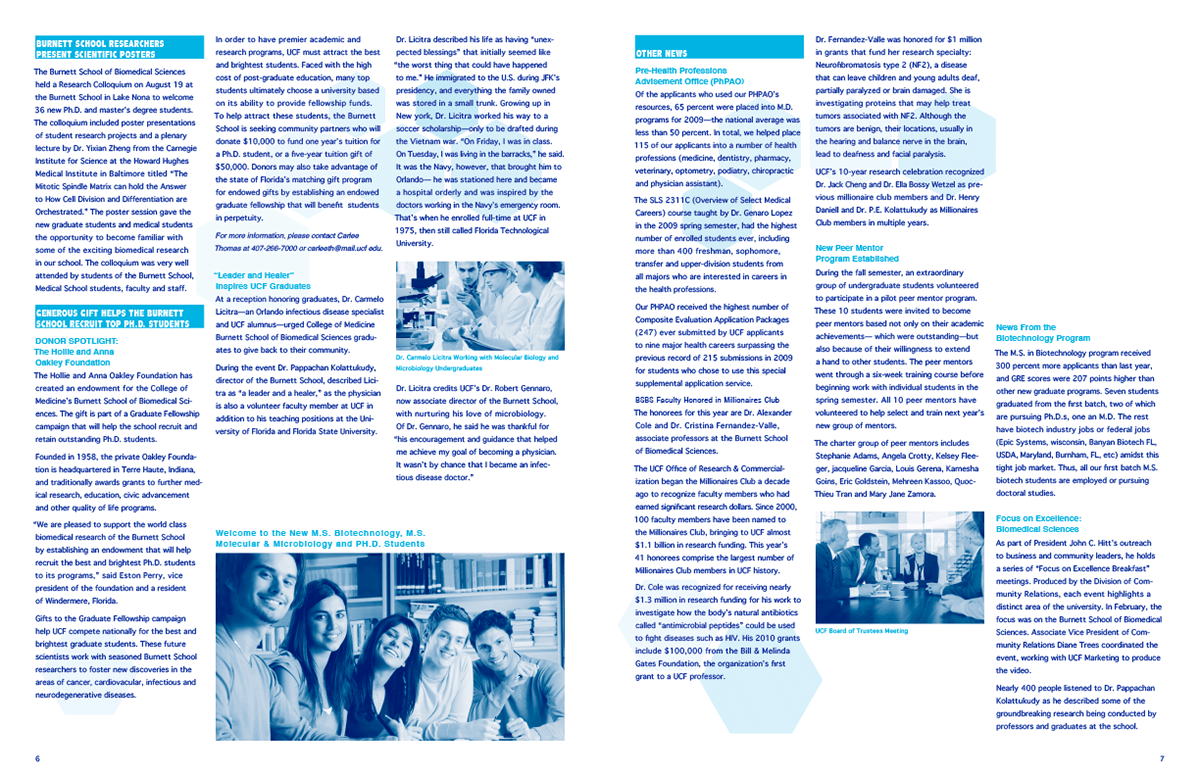 BURNETT SCHOOL RESEARCHERS
PRESENT SCIENTIFIC POSTERS
The Burnett School of Biomedical Sciences
held a Research Colloquium on August 19 at
the Burnett School in Lake Nona to welcome
36 new Ph.D. and master's degree students.
The colloquium included poster presentations
of student research projects and a plenary
lecture by Dr. Yixian Zheng from the Carnegie
Institute for Science at the Howard Hughes
Medical Institute in Baltimore titled "The
Mitotic Spindle Matrix can hold the Answer
to How Cell Division and Differentiation are
Orchestrated." The poster session gave the
new graduate students and medical students
the opportunity to become familiar with
some of the exciting biomedical research
in our school. The colloquium was very well
attended by students of the Burnett School,
Medical School students, faculty and staff.
GENEROUS GIFT HELPS THE BURNETT
SCHOOL RECRUIT TOP PH.D. STUDENTS
DONOR SPOTLIGHT:
The Hollie and Anna
Oakley Foundation
The Hollie and Anna Oakley Foundation has
created an endowment for the College of
Medicine's Burnett School of Biomedical Sci-
ences. The gift is part of a Graduate Fellowship
campaign that will help the school recruit and
retain outstanding Ph.D. students.
Founded in 1958, the private Oakley Founda-
tion is headquartered in Terre Haute, Indiana,
and traditionally awards grants to further med-
ical research, education, civic advancement
and other quality of life programs.
"We are pleased to support the world class
biomedical research of the Burnett School
by establishing an endowment that will help
recruit the best and brightest Ph.D. students
to its programs," said Eston Perry, vice
president of the foundation and a resident
of Windermere, Florida.
Gifts to the Graduate Fellowship campaign
help UCF compete nationally for the best and
brightest graduate students. These future
scientists work with seasoned Burnett School
researchers to foster new discoveries in the
areas of cancer, cardiovascular, infectious and
neurodegenerative diseases.
In order to have premier academic and
research programs, UCF must attract the best
and brightest students. Faced with the high
cost of post-graduate education, many top
students ultimately choose a university based
on its ability to provide fellowship funds.
To help attract these students, the Burnett
School is seeking community partners who will
donate $10,000 to fund one year's tuition for
a Ph.D. student, or a five-year tuition gift of
$50,000. Donors may also take advantage of
the state of Florida's matching gift program
for endowed gifts by establishing an endowed
graduate fellowship that will benefit students
in perpetuity.
For more information, please contact Carlee
Thomas at 407-266-7000 or carleeth@mail.ucf.edu.
"Leader and Healer"
Inspires UCF Graduates
At a reception honoring graduates, Dr. Carmelo
Licitra—an Orlando infectious disease specialist
and UCF alumnus—urged College of Medicine
Burnett School of Biomedical Sciences gradu-
ates to give back to their community.
During the event Dr. Pappachan Kolattukudy,
director of the Burnett School, described Lici-
tra as "a leader and a healer," as the physician
is also a volunteer faculty member at UCF in
addition to his teaching positions at the Uni-
versity of Florida and Florida State University.
Dr. Licitra described his life as having "unex-
pected blessings" that initially seemed like
"the worst thing that could have happened
to me." He immigrated to the U.S. during JFK's
presidency, and everything the family owned
was stored in a small trunk. Growing up in
New York, Dr. Licitra worked his way to a
soccer scholarship—only to be drafted during
the Vietnam war. "On Friday, I was in class.
On Tuesday, I was living in the barracks," he said.
It was the Navy, however, that brought him to
Orlando— he was stationed here and became
a hospital orderly and was inspired by the
doctors working in the Navy's emergency room.
That's when he enrolled full-time at UCF in
1975, then still called Florida Technological
University.
Dr. Carmelo Licitra Working with Molecular Biology and
Microbiology Undergraduates
Dr. Licitra credits UCF's Dr. Robert Gennaro,
now associate director of the Burnett School,
with nurturing his love of microbiology.
Of Dr. Gennaro, he said he was thankful for
"his encouragement and guidance that helped
me achieve my goal of becoming a physician.
It wasn't by chance that I became an infec-
tious disease doctor."
Welcome to the New M.S. Biotechnology, M.S.
Molecular & Microbiology and PH.D. Students
6
OTHER NEWS
Pre-Health Professions
Advisement Office (PhPAO)
Of the applicants who used our PHPAO's
resources, 65 percent were placed into M.D.
programs for 2009—the national average was
less than 50 percent. In total, we helped place
115 of our applicants into a number of health
professions (medicine, dentistry, pharmacy,
veterinary, optometry, podiatry, chiropractic
and physician assistant).
The SLS 2311C (Overview of Select Medical
Careers) course taught by Dr. Genaro Lopez
in the 2009 spring semester, had the highest
number of enrolled students ever, including
more than 400 freshman, sophomore,
transfer and upper-division students from
all majors who are interested in careers in
the health professions.
Our PHPAO received the highest number of
Composite Evaluation Application Packages
(247) ever submitted by UCF applicants
to nine major health careers surpassing the
previous record of 215 submissions in 2009
for students who chose to use this special
supplemental application service.
BSBS Faculty Honored in Milionaires Club
The honorees for this year are Dr. Alexander
Cole and Dr. Cristina Fernandez-Valle,
associate professors at the Burnett School
of Biomedical Sciences.
The UCF Office of Research & Commercial-
ization began the Millionaires Club a decade
ago to recognize faculty members who had
earned significant research dollars. Since 2000,
100 faculty members have been named to
the Millionaires Club, bringing to UCF almost
$1.1 billion in research funding. This year's
41 honorees comprise the largest number of
Millionaires Club members in UCF history.
Dr. Cole was recognized for receiving nearly
$1.3 million in research funding for his work to
investigate how the body's natural antibiotics
called "antimicrobial peptides" could be used
to fight diseases such as HIV. His 2010 grants
include $100,000 from the Bill & Melinda
Gates Foundation, the organization's first
grant to a UCF professor.
Dr. Fernandez-Valle was honored for $1 million
in grants that fund her research specialty:
Neurofibromatosis type 2 (NF2), a disease
that can leave children and young adults deaf,
partially paralyzed or brain damaged. She is
investigating proteins that may help treat
tumors associated with NF2. Although the
tumors are benign, their locations, usually in
the hearing and balance nerve in the brain,
lead to deafness and facial paralysis.
UCF's 10-year research celebration recognized
Dr. Jack Cheng and Dr. Ella Bossy Wetzel as pre-
vious millionaire club members and Dr. Henry
Daniell and Dr. P.E. Kolattukudy as Millionaires
Club members in multiple years.
New Peer Mentor
Program Established
During the fall semester, an extraordinary
group of undergraduate students volunteered
to participate in a pilot peer mentor program.
These 10 students were invited to become
peer mentors based not only on their academic
achievements— which were outstanding—but
also because of their willingness to extend
a hand to other students. The peer mentors
went through a six-week training course before
beginning work with individual students in the
spring semester. All 10 peer mentors have
volunteered to help select and train next year's
new group of mentors.
The charter group of peer mentors includes
Stephanie Adams, Angela Crotty, Kelsey Flee-
ger, jacqueline Garcia, Louis Gerena, Karnesha
Goins, Eric Goldstein, Mehreen Kassoo, Quoc-
Thieu Tran and Mary Jane Zamora.
UCF Board of Trustees Meeting
News From the
Biotechnology Program
The M.S. in Biotechnology program received
300 percent more applicants than last year,
and GRE scores were 207 points higher than
other new graduate programs. Seven students
graduated from the first batch, two of which
are pursuing Ph.D.s, one an M.D. The rest
have biotech industry jobs or federal jobs
(Epic Systems, wisconsin, Banyan Biotech FL,
USDA, Maryland, Burnham, FL, etc) amidst this
tight job market. Thus, all our first batch M.S.
biotech students are employed or pursuing
doctoral studies.
Focus on Excellence:
Biomedical Sciences
As part of President John C. Hitt's outreach
to business and community leaders, he holds
a series of "Focus on Excellence Breakfast"
meetings. Produced by the Division of Com-
munity Relations, each event highlights a
distinct area of the university. In February, the
focus was on the Burnett School of Biomedical
Sciences. Associate Vice President of Com-
munity Relations Diane Trees coordinated the
event, working with UCF Marketing to produce
the video.
Nearly 400 people listened to Dr. Pappachan
Kolattukudy as he described some of the
groundbreaking research being conducted by
professors and graduates at the school.
7